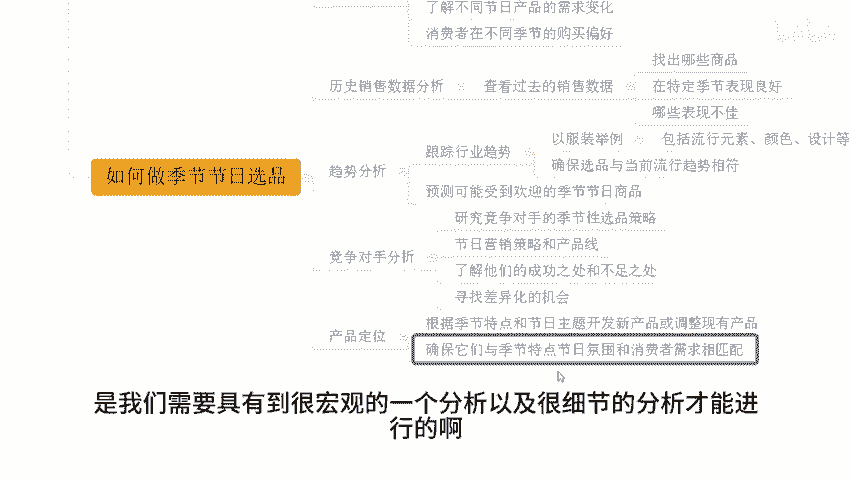 了解不同节日产品的需求变化
消费者在不同季节的购买偏好
找出哪些商品
历史销售数据分析 查看过去的销售数据 在特定季节表现良好
哪些表现不佳
以服装举例 包括流行元素、颜色、设计等
跟踪行业趋势
趋势分析 确保选品与当前流行趋势相符
如何做季节节日选品
预测可能受到欢迎的季节节日商品
研究竞争对手的季节性选品策略
节日营销策略和产品线
竞争对手分析
了解他们的成功之处和不足之处
寻找差异化的机会
根据季节特点和节日主题开发新产品或调整现有产品
产品定位
确保它们与季节特点节日氛围和消费者需求相匹配
是我们需要具有到很宏观的一个分析以及很细节的分析才能进
行的啊